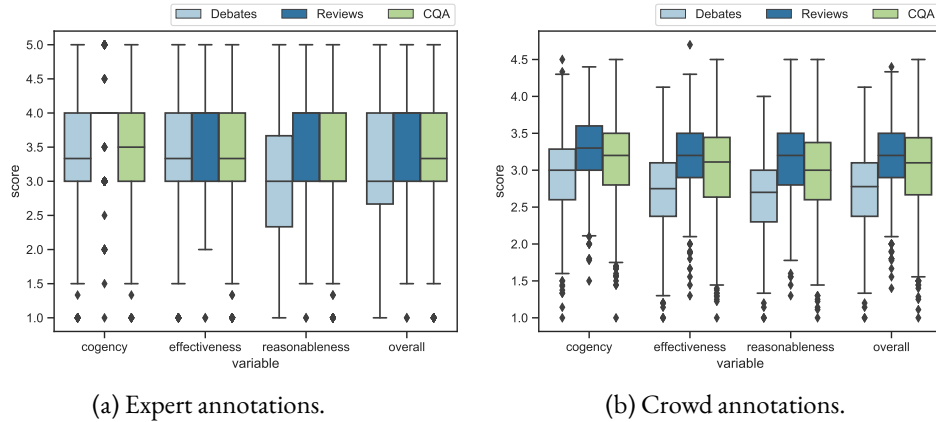 Debates Reviews CQA
5.0
4.5
4.0
3.5
3.0
2.5
2.0
1.5
1.0
score
cogency effectiveness reasonableness overall
variable
(a) Expert annotations.
Debates Reviews CQA
4.5
4.0
3.5
3.0
2.5
2.0
1.5
1.0
score
cogency effectiveness reasonableness overall
variable
(b) Crowd annotations.